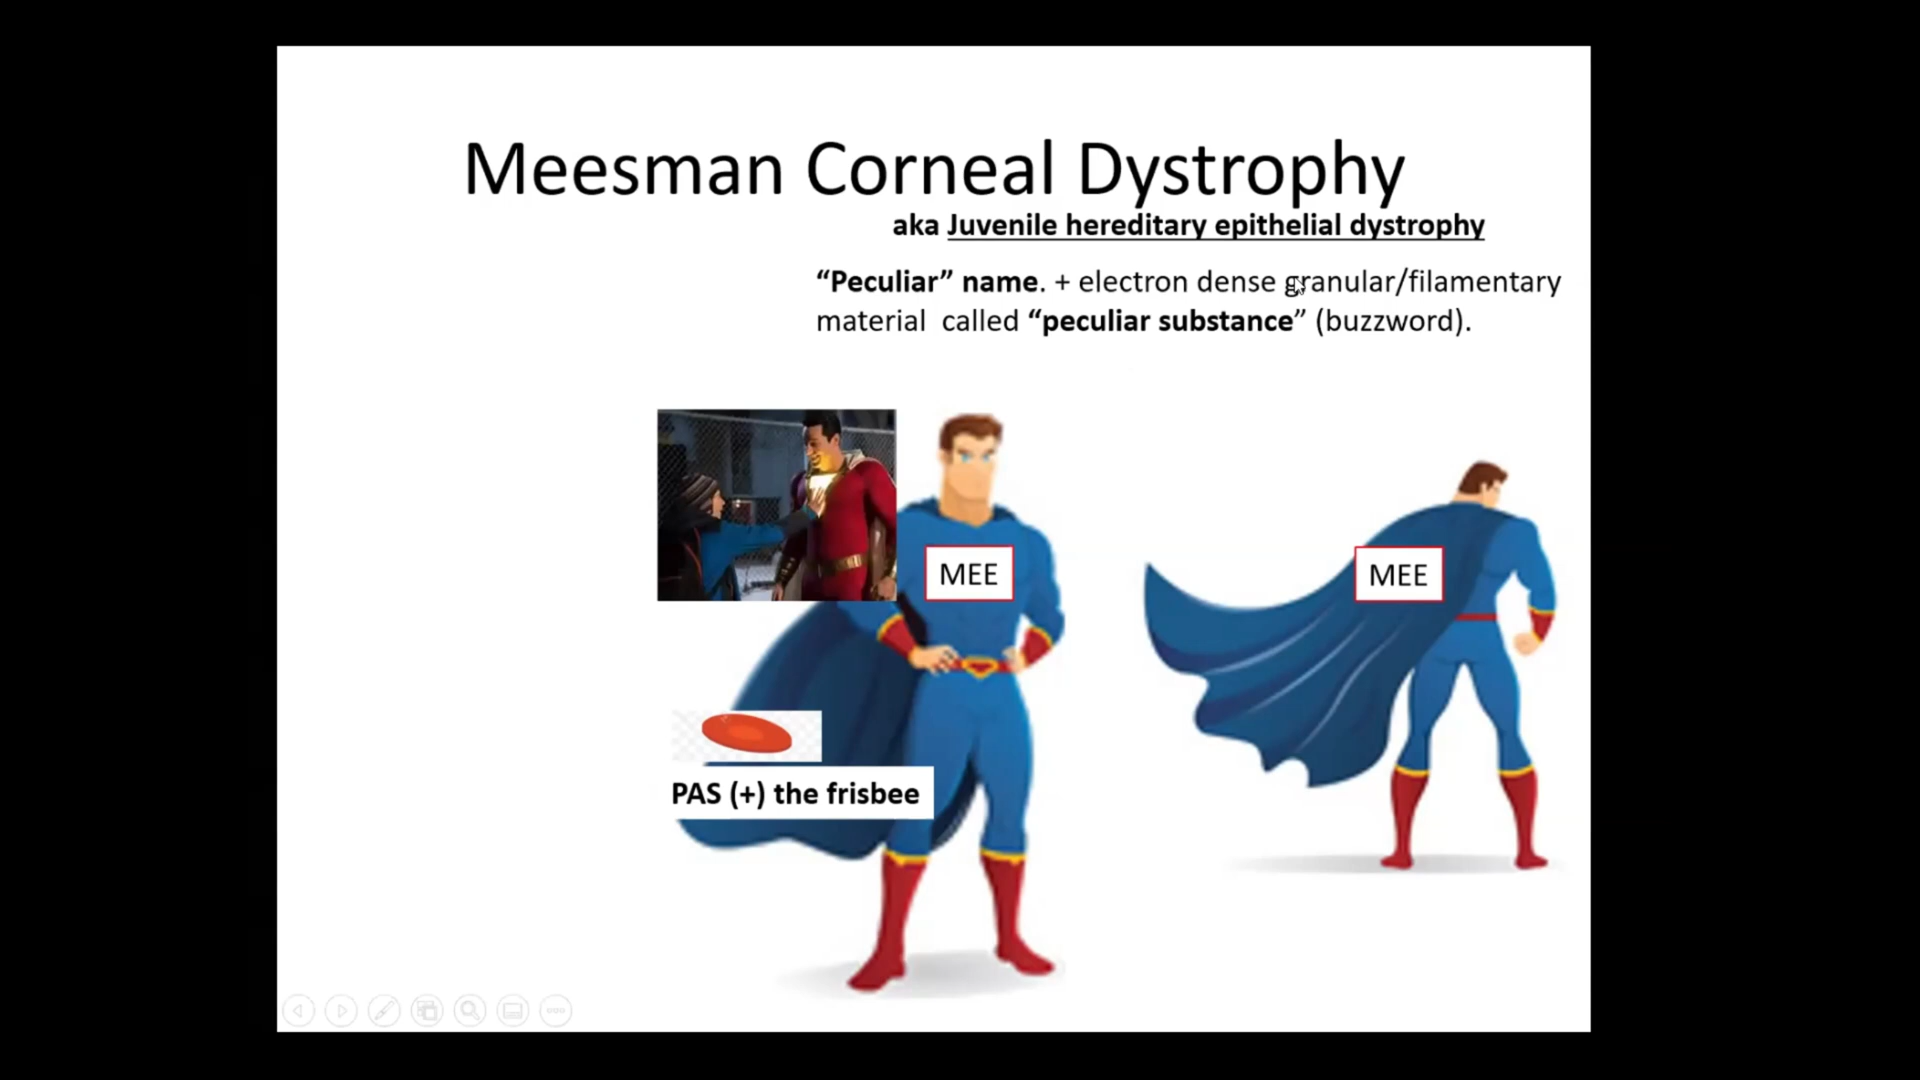 Meesman Corneal Dystrophy
aka Juvenile hereditary epithelial dystrophy
“Peculiar” name. + electron dense granular/filamentary
material called “peculiar substance” (buzzword).
MEE
MEE
PAS (+) the frisbee